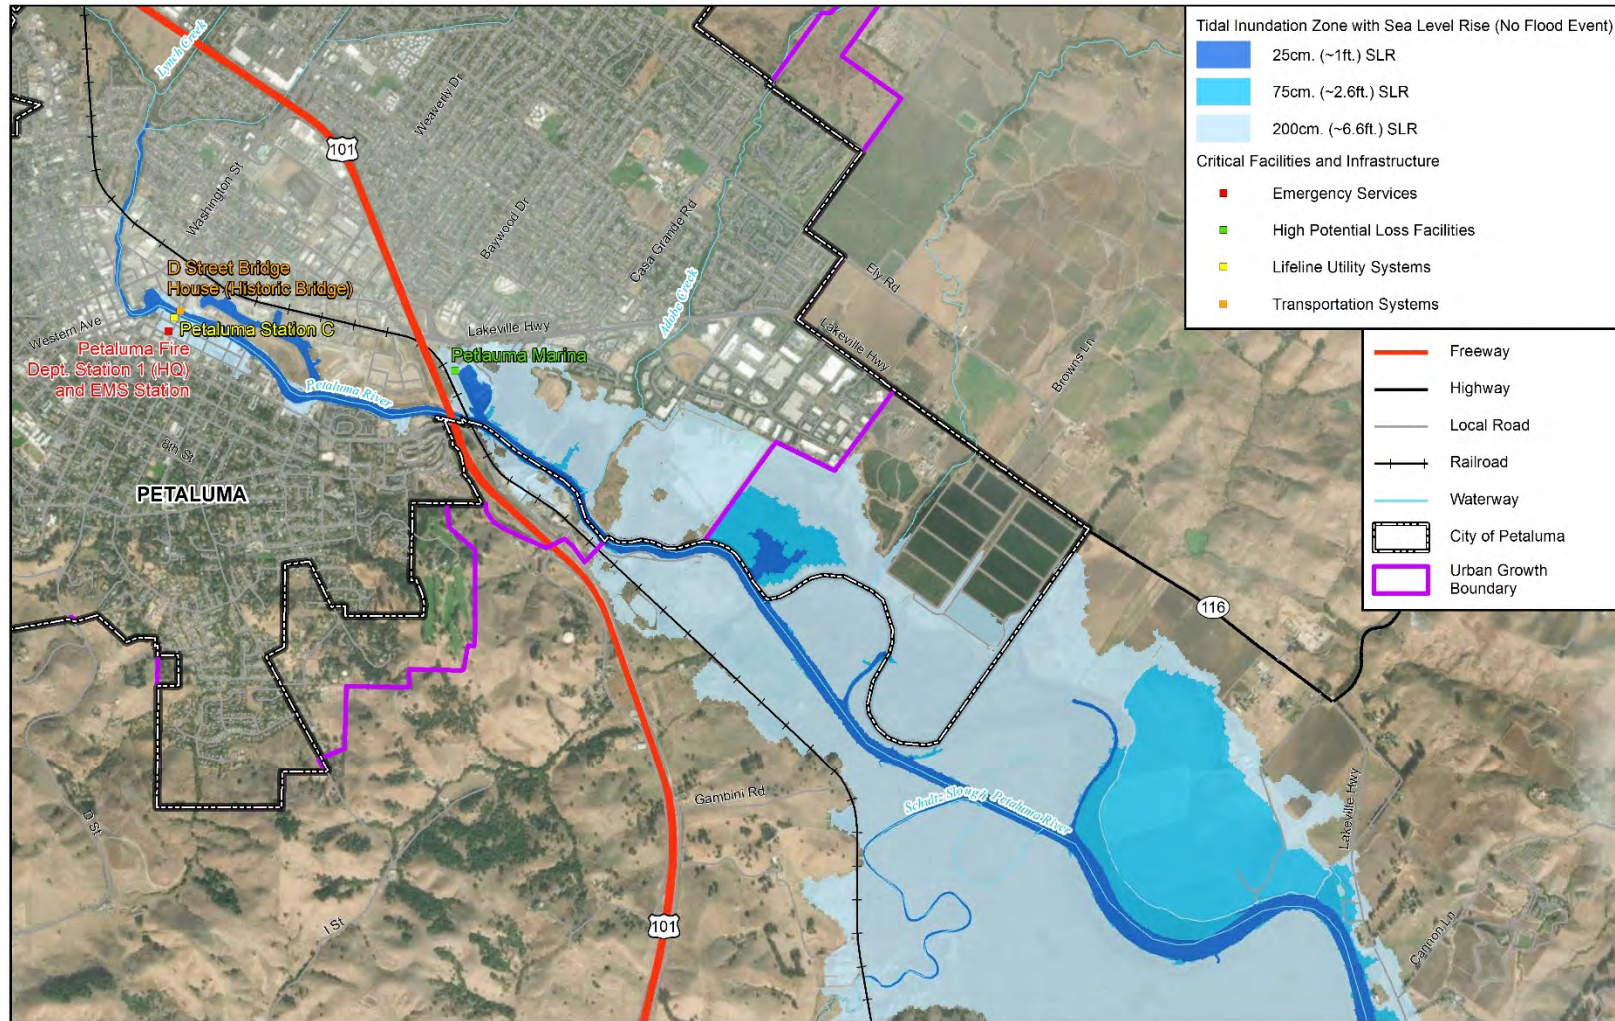 Tidal Inundation Zone with Sea Level Rise (No Flood Event)
25cm. (~1ft.) SLR
75cm. (~2.6ft.) SLR
200cm. (~6.6ft.) SLR
Critical Facilities and Infrastructure
Emergency Services
High Potential Loss Facilities
Lifeline Utility Systems
Transportation Systems
Freeway
Highway
Local Road
Railroad
Waterway
City of Petaluma
Urban Growth
Boundary
Lynch Creek
101
Weaverly Dr
Washington St
Baywood Dr
Casa Grande Rd
Adobe Creek
Ely Rd
D Street Bridge
House (Historic Bridge)
Petaluma Station C
Western Ave
Petaluma Fire
Dept. Station 1 (HQ)
and EMS Station
Lakeville Hwy
Petlauma Marina
Lakeville Hwy
Browns Ln
Petaluma River
8th St
PETALUMA
116
Gambini Rd
Schultz Slough
Petaluma River
Lakeville Hwy
D St
I St
101
Cannon Ln